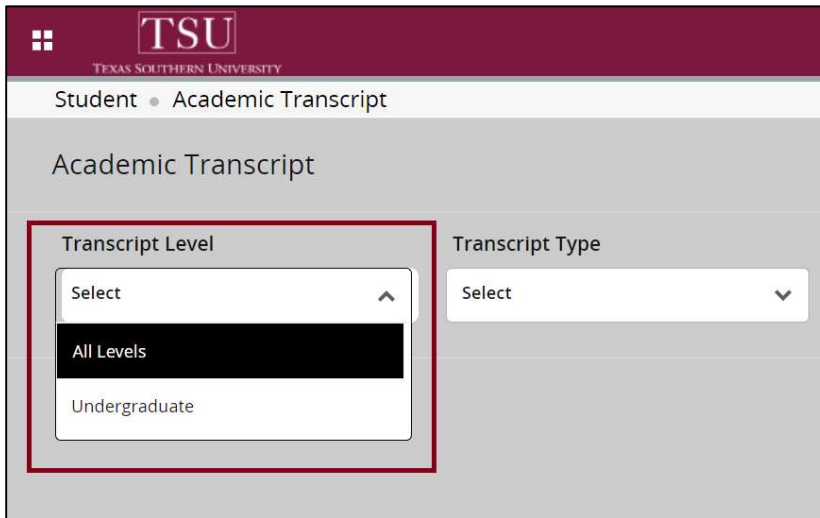 TSU
TEXAS SOUTHERN UNIVERSITY
Student • Academic Transcript
Academic Transcript
Transcript Level Transcript Type
Select Select
All Levels
Undergraduate